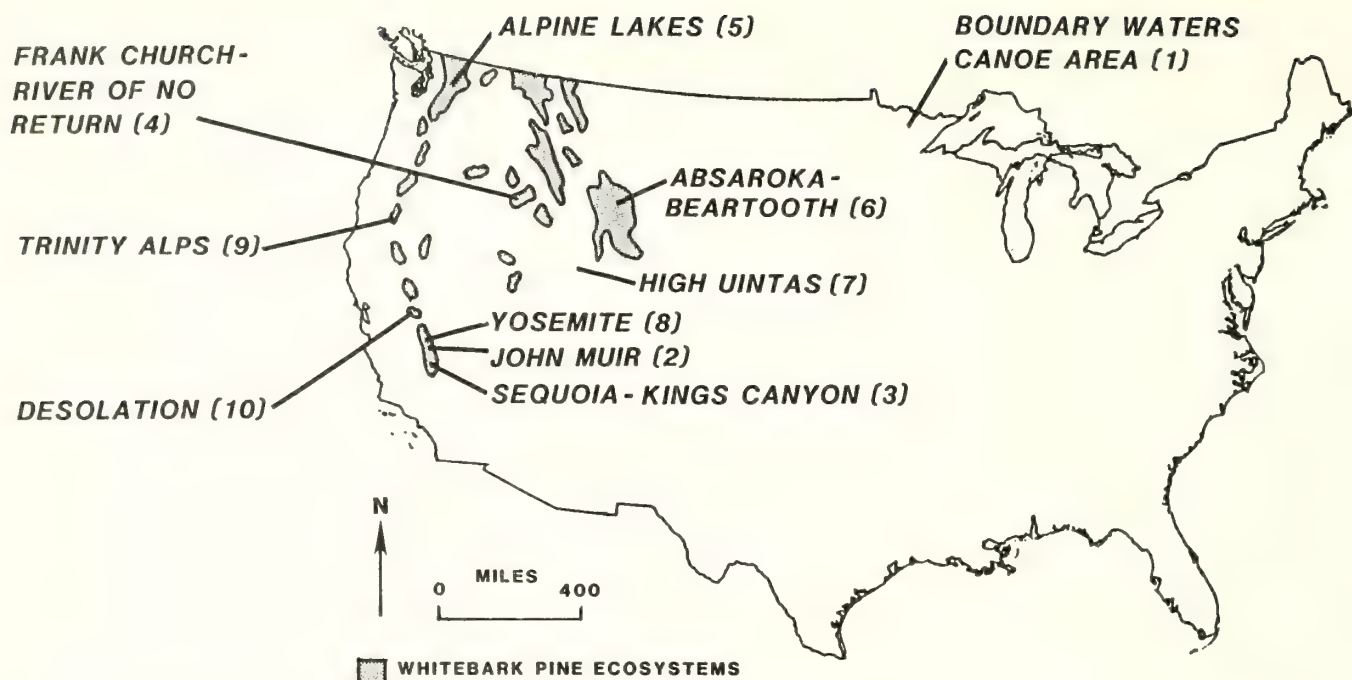 ALPINE LAKES (5)
BOUNDARY WATERS
CANOE AREA (1)
FRANK CHURCH-
RIVER OF NO
RETURN (4)
ABSAROKA-
BEARTOOTH (6)
TRINITY ALPS (9)
HIGH UINTAS (7)
YOSEMITE (8)
JOHN MUIR (2)
SEQUOIA-KINGS CANYON (3)
DESOLATION (10)
N
MILES
0 400
WHITEBARK PINE ECOSYSTEMS